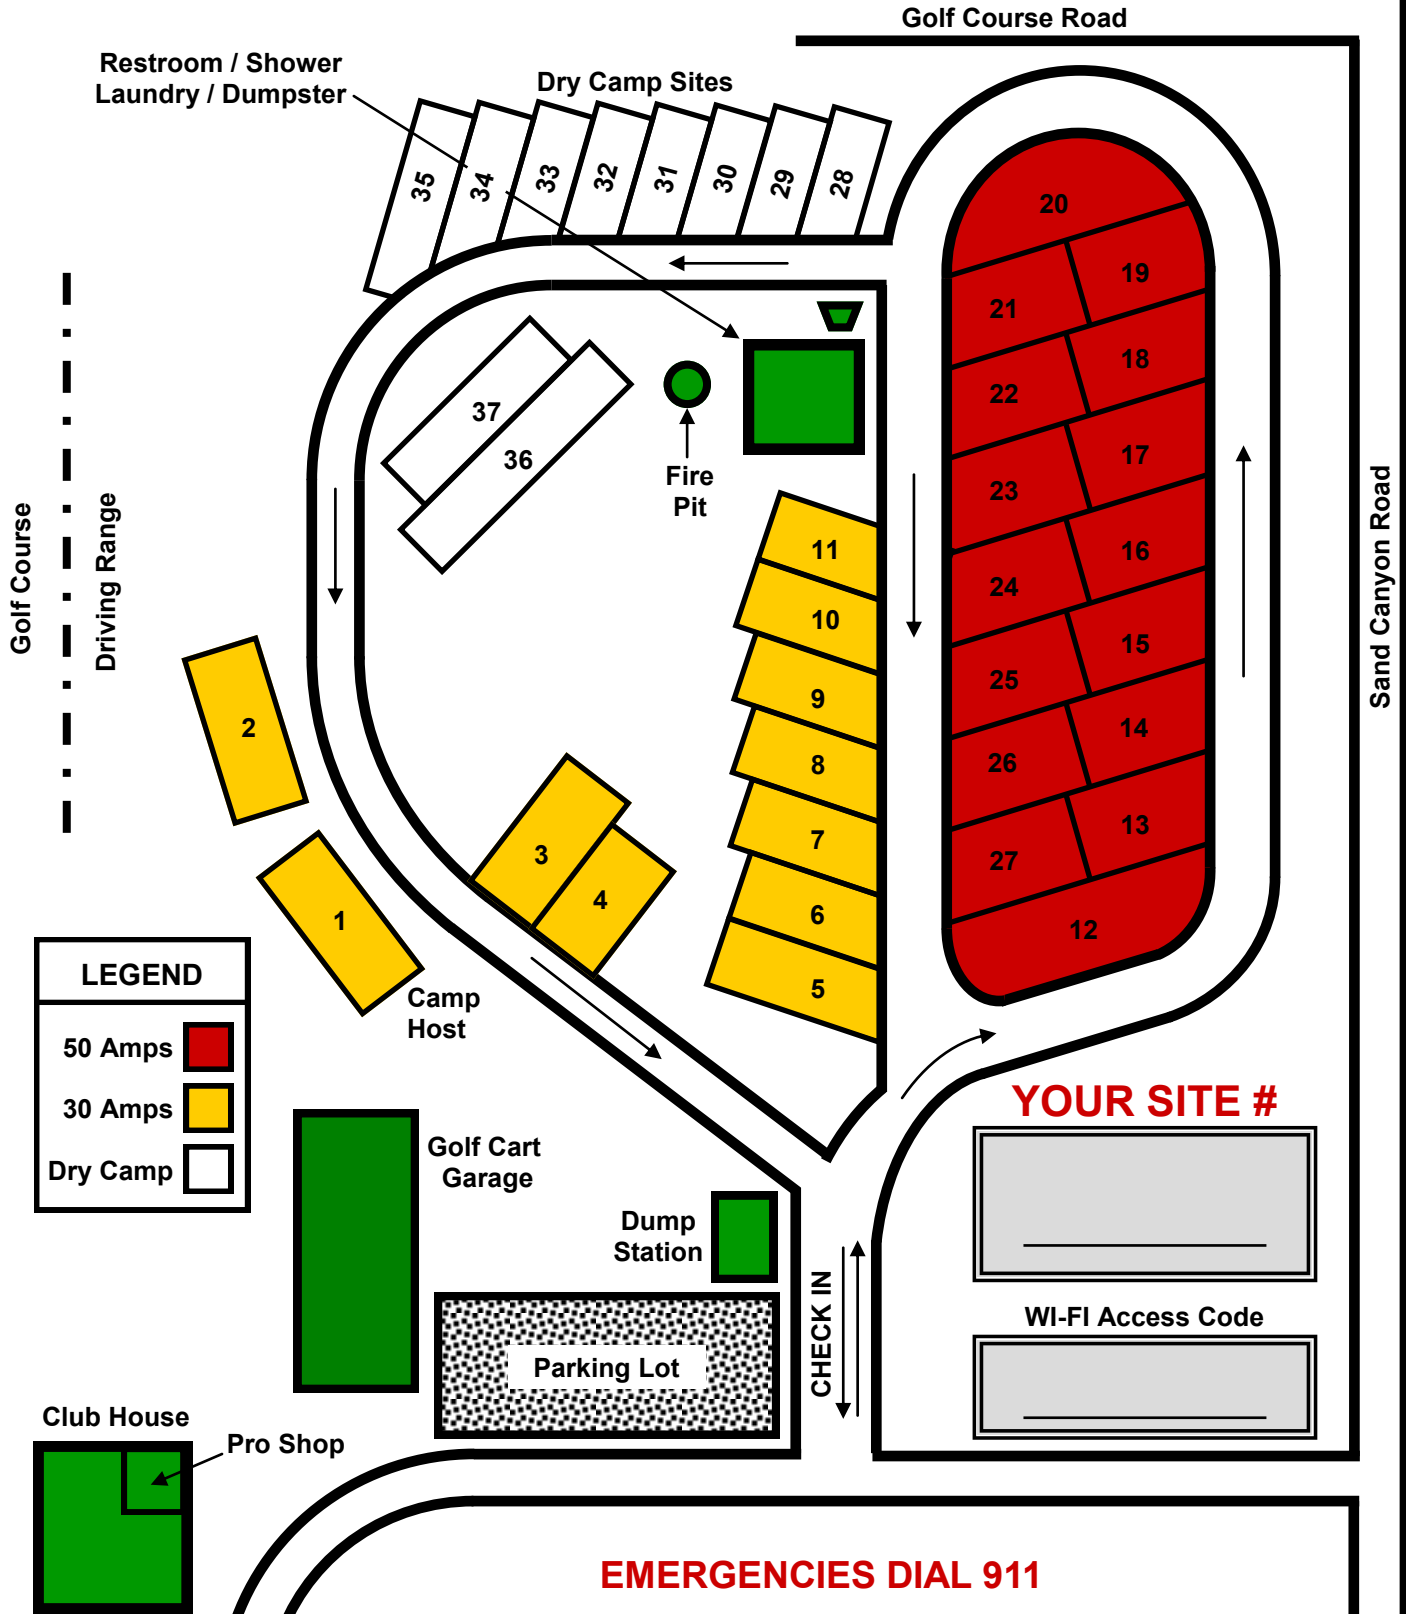 Golf Course Road
Restroom / Shower
Laundry / Dumpster
Dry Camp Sites
35
34
33
32
31
30
29
28
20
19
21
18
22
17
23
16
24
15
25
14
26
13
27
12
37
36
Fire
Pit
11
10
9
8
7
6
5
Golf Course
Driving Range
Sand Canyon Road
2
1
3
4
Camp
Host
LEGEND
50 Amps
30 Amps
Dry Camp
Golf Cart
Garage
Dump
Station
CHECK IN
Parking Lot
YOUR SITE #
WI-FI Access Code
Club House
Pro Shop
EMERGENCIES DIAL 911